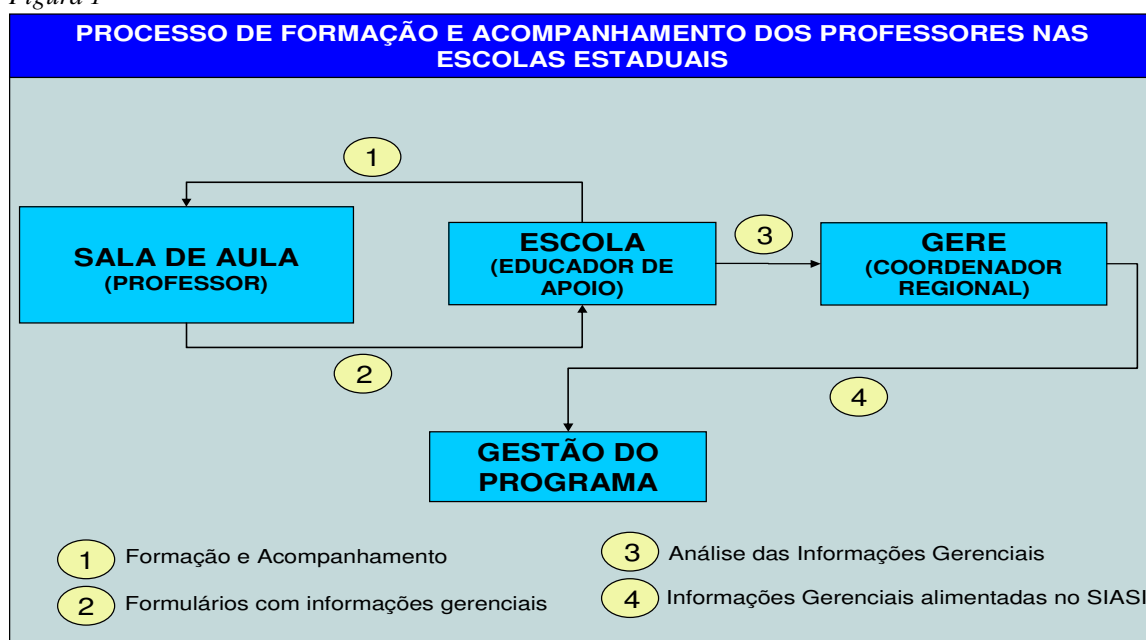 Figura 1
PROCESSO DE FORMAÇÃO E ACOMPANHAMENTO DOS PROFESSORES NAS
ESCOLAS ESTADUAIS
1
SALA DE AULA
(PROFESSOR)
ESCOLA
(EDUCADOR DE
APOIO)
3
GERE
(COORDENADOR
REGIONAL)
2
4
GESTÃO DO
PROGRAMA
1 Formação e Acompanhamento
2 Formulários com informações gerenciais
3 Análise das Informações Gerenciais
4 Informações Gerenciais alimentadas no SIASI